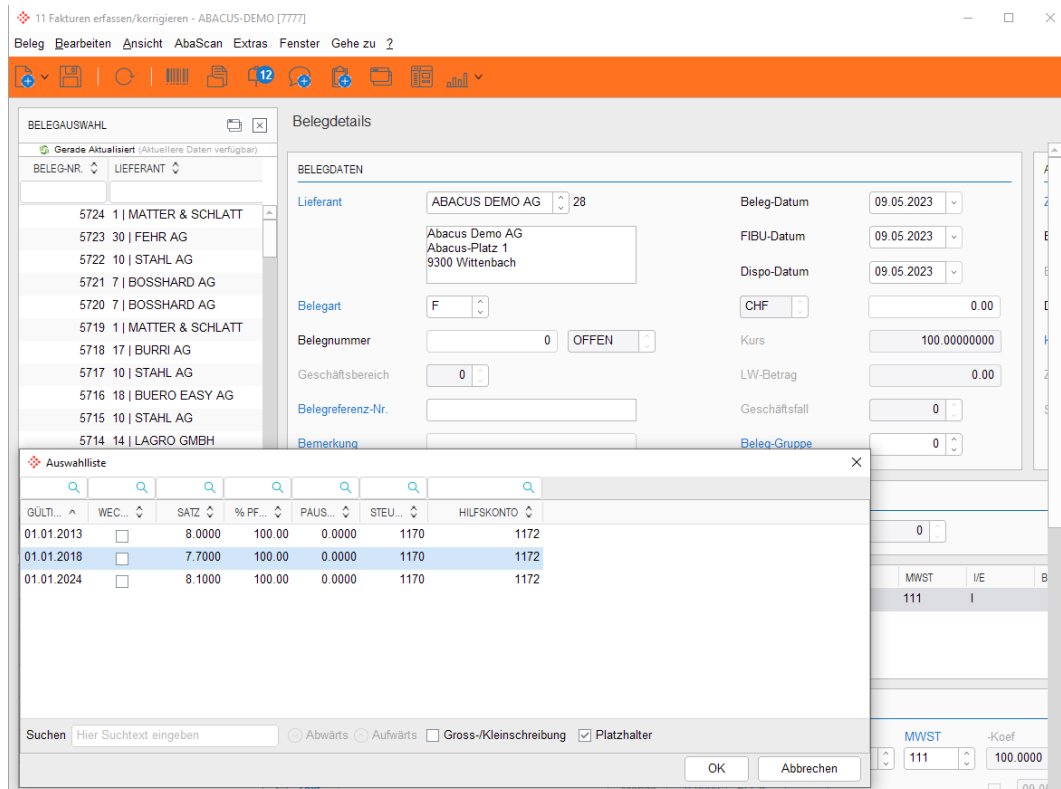 11 Fakturen erfassen/korrigieren - ABACUS-DEMO [7777]
Beleg Bearbeiten Ansicht AbaScan Extras Fenster Gehe zu ?
12
BELEGAUSWAHL
Gerade Aktualisiert (Aktuellere Daten verfügbar)
BELEG-NR. LIEFERANT
5724 1 | MATTER & SCHLATT
5723 30 | FEHR AG
5722 10 | STAHL AG
5721 7 | BOSSHARD AG
5720 7 | BOSSHARD AG
5719 1 | MATTER & SCHLATT
5718 17 | BURRI AG
5717 10 | STAHL AG
5716 18 | BUERO EASY AG
5715 10 | STAHL AG
5714 14 | LAGRO GMBH
Belegdetails
BELEGDATEN
Lieferant ABACUS DEMO AG 28 Beleg-Datum 09.05.2023
Abacus Demo AG
Abacus-Platz 1
9300 Wittenbach
FIBU-Datum 09.05.2023
Dispo-Datum 09.05.2023
Belegart F CHF 0.00
Belegnummer 0 OFFEN Kurs 100.00000000
Geschäftsbereich 0 LW-Betrag 0.00
Belegreferenz-Nr. Geschäftsfall 0
Bemerkung Beleg-Gruppe 0
0
MWST I/E B
111 I
MWST -Koef
111 100.0000
Auswahlliste
GÜLTI... WEC... SATZ % PF... PAUS... STEU... HILFSKONTO
01.01.2013 8.0000 100.00 0.0000 1170 1172
01.01.2018 7.7000 100.00 0.0000 1170 1172
01.01.2024 8.1000 100.00 0.0000 1170 1172
Suchen Hier Suchtext eingeben Abwärts Aufwärts Gross-/Kleinschreibung Platzhalter
OK Abbrechen